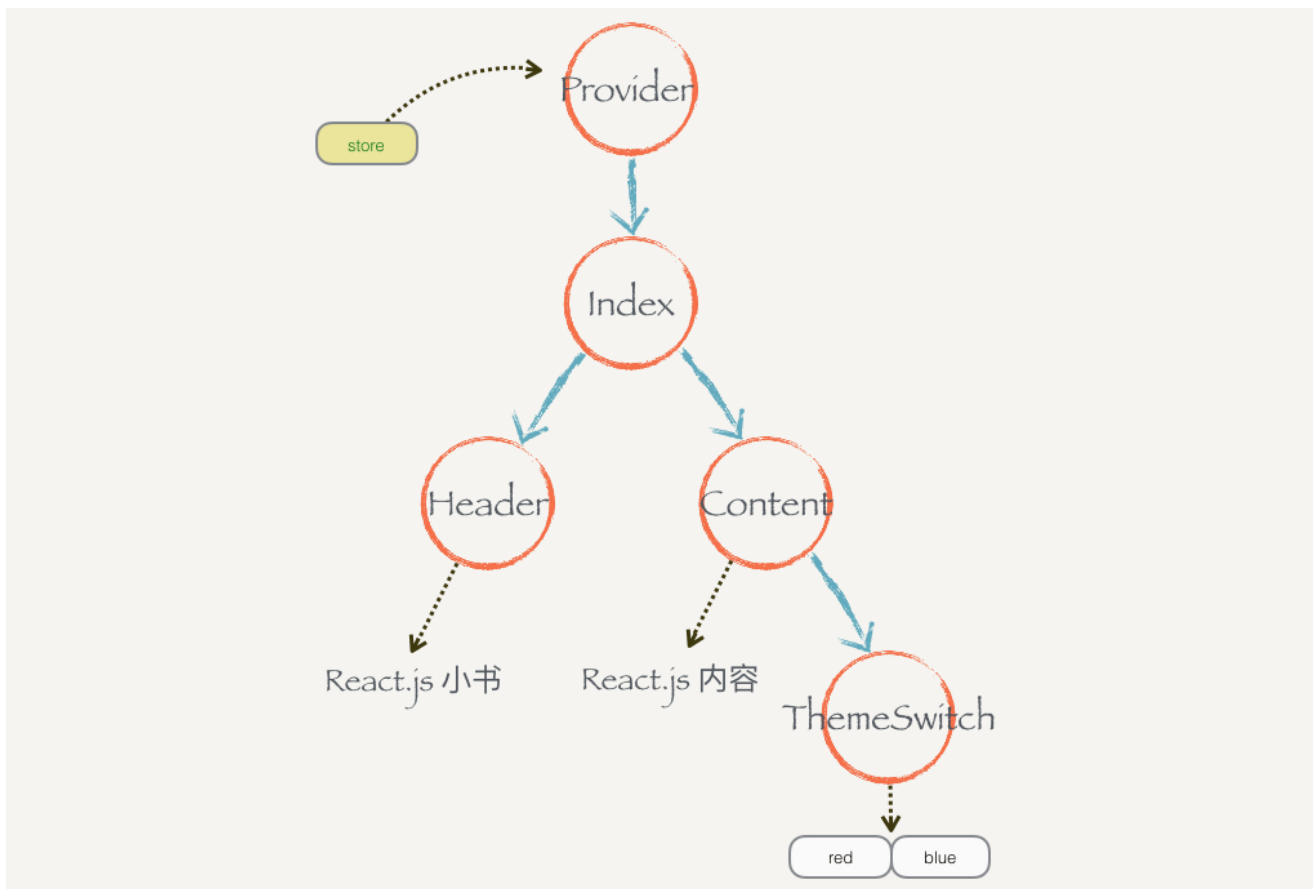 Provider
store
Index
Header
Content
React.js 小书
React.js 内容
ThemeSwitch
red
blue